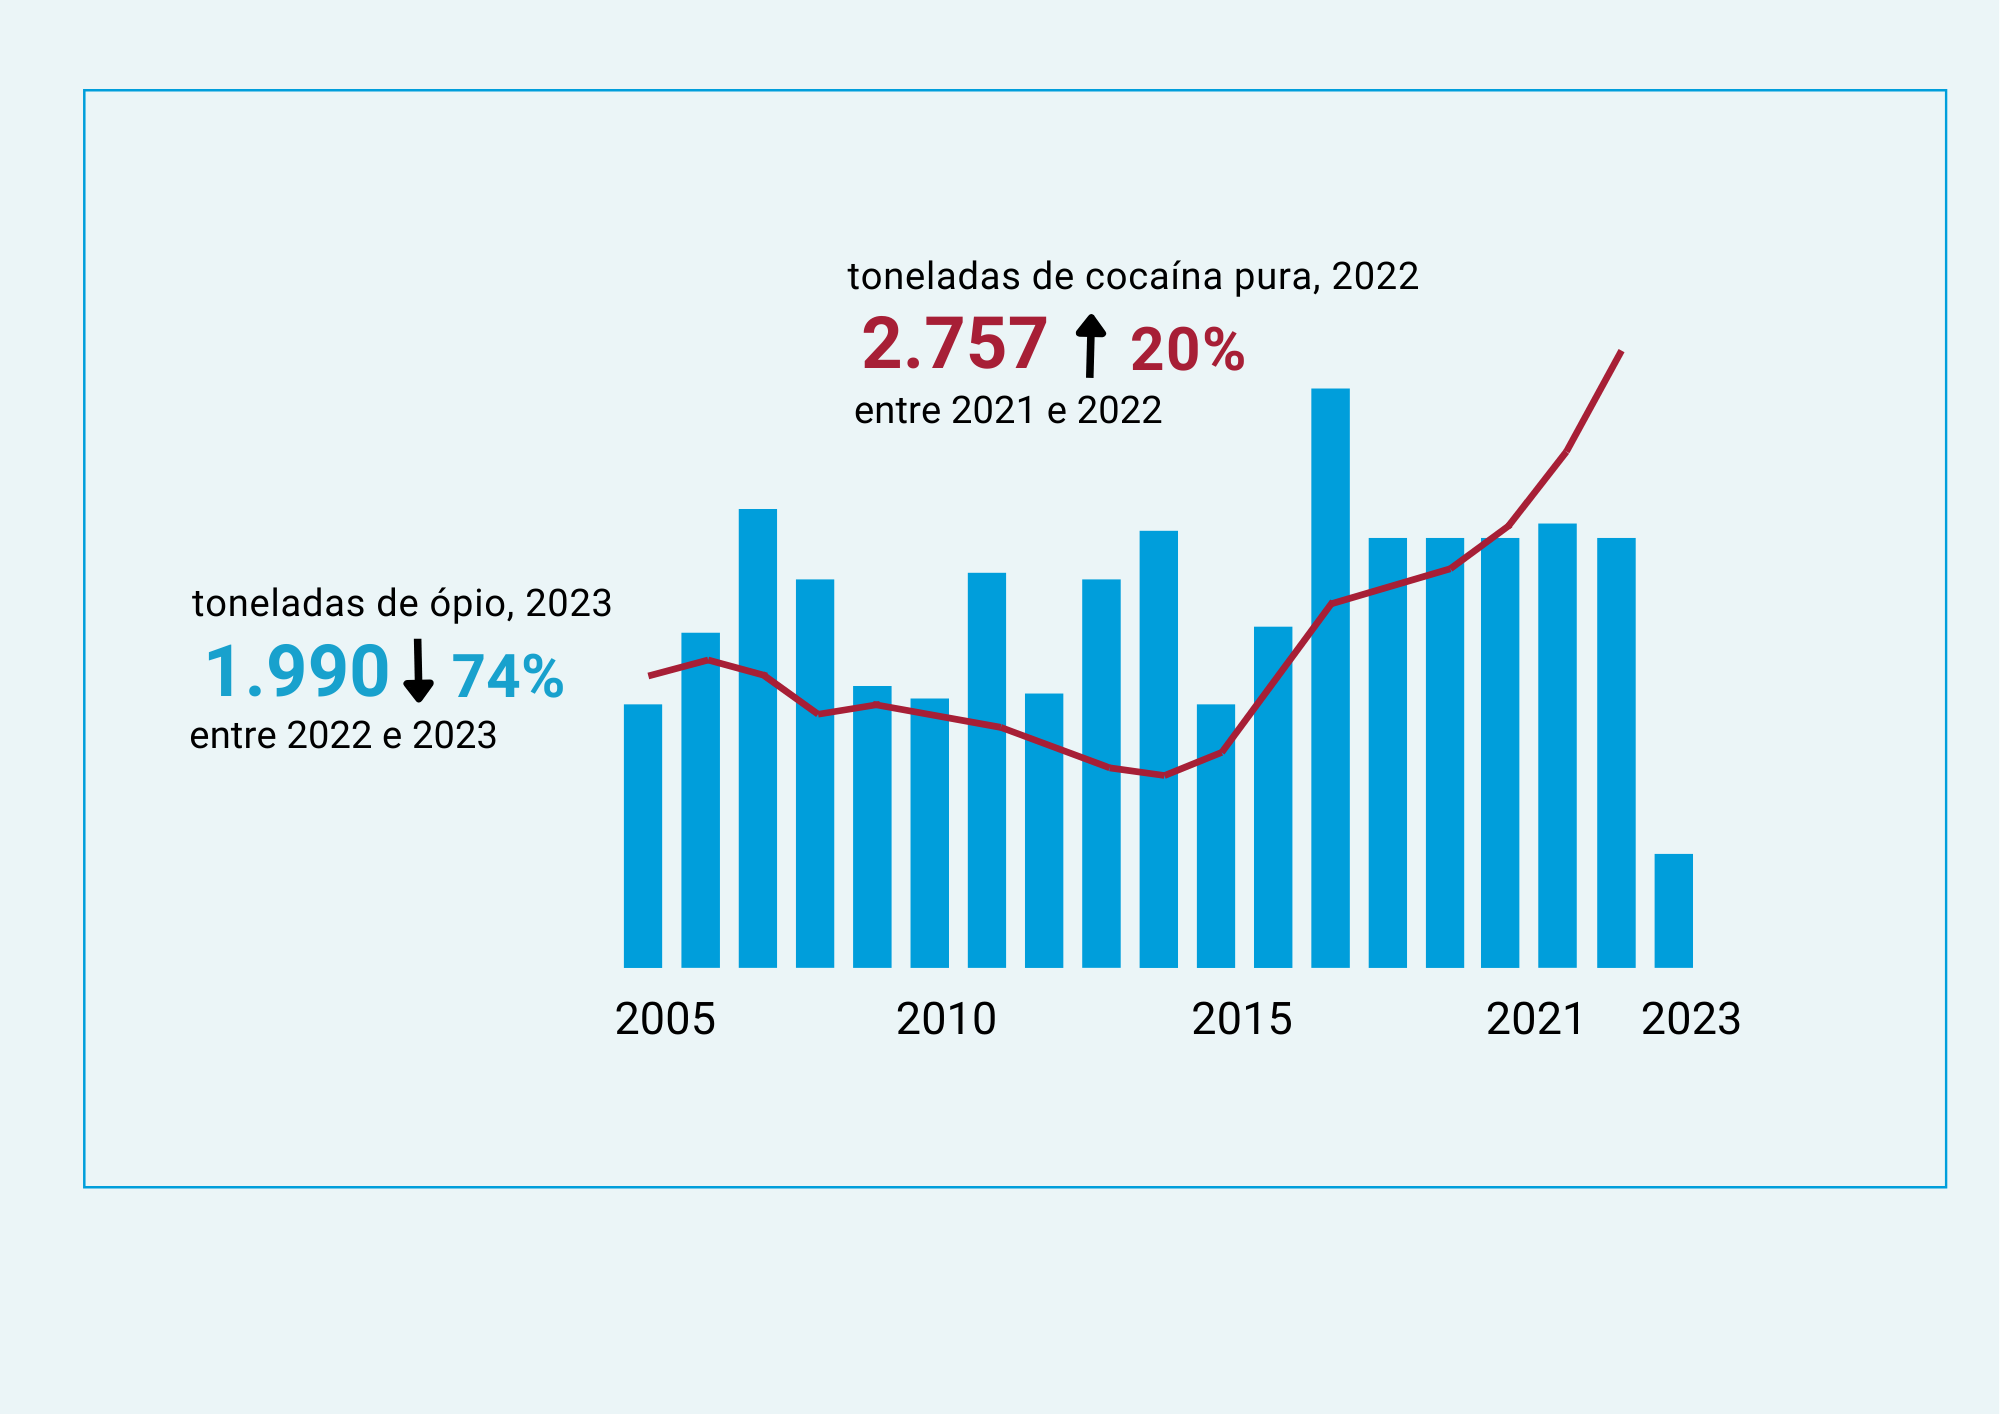 toneladas de cocaína pura, 2022
2.757 20%
entre 2021 e 2022
toneladas de ópio, 2023
1.990 74%
entre 2022 e 2023
2005 2010 2015 2021 2023